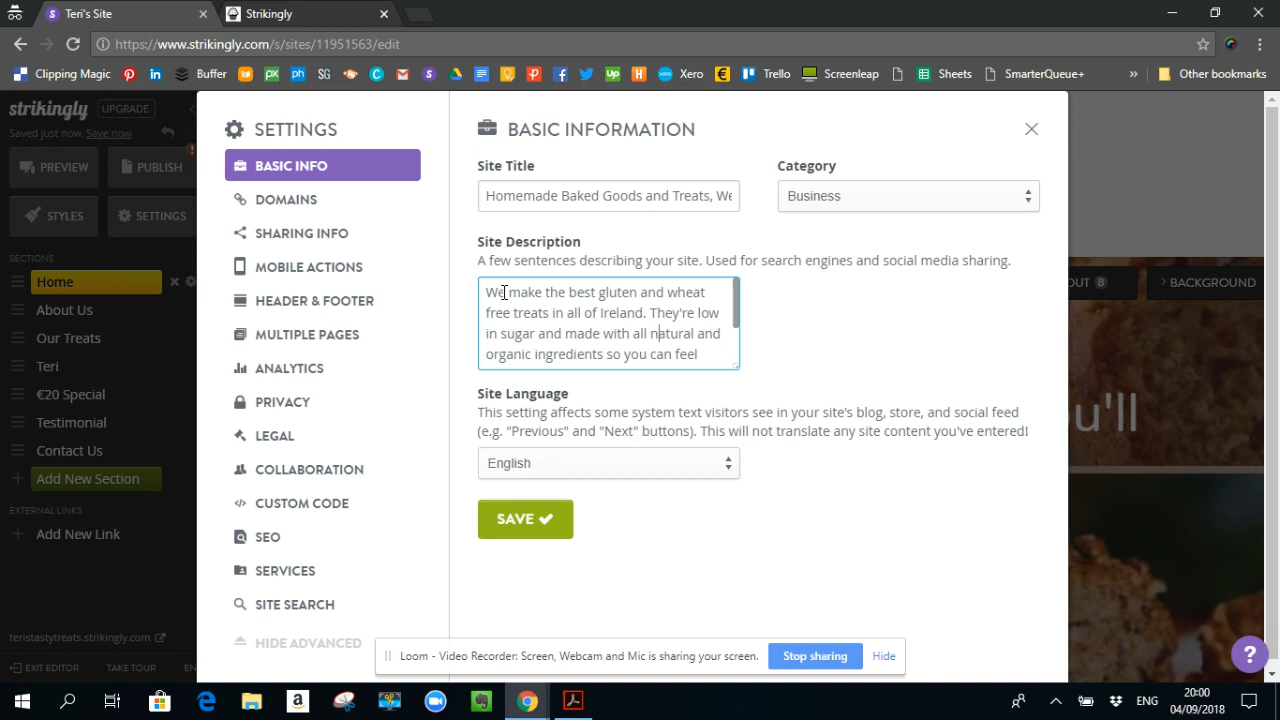 Teri's Site
Strikingly
https://www.strikingly.com/s/sites/11951563/edit
Clipping Magic
Buffer
Xero
Trello
Screenleap
Sheets
SmarterQueue+
Other bookmarks
strikingly
UPGRADE
Saved just now. Save now
PREVIEW
PUBLISH
STYLES
SETTINGS
SECTIONS
Home
About Us
Our Treats
Teri
€20 Special
Testimonial
Contact Us
Add New Section
EXTERNAL LINKS
Add New Link
teristastytreats.strikingly.com
EXIT EDITOR
TAKE TOUR
EN
SETTINGS
BASIC INFO
DOMAINS
SHARING INFO
MOBILE ACTIONS
HEADER & FOOTER
MULTIPLE PAGES
ANALYTICS
PRIVACY
LEGAL
COLLABORATION
CUSTOM CODE
SEO
SERVICES
SITE SEARCH
HIDE ADVANCED
BASIC INFORMATION
Site Title
Category
Homemade Baked Goods and Treats, We
Business
Site Description
A few sentences describing your site. Used for search engines and social media sharing.
We make the best gluten and wheat
free treats in all of Ireland. They're low
in sugar and made with all natural and
organic ingredients so you can feel
Site Language
This setting affects some system text visitors see in your site's blog, store, and social feed
(e.g. "Previous" and "Next" buttons). This will not translate any site content you've entered!
English
SAVE
OUT B
BACKGROUND
ou'll
Loom - Video Recorder: Screen, Webcam and Mic is sharing your screen.
Stop sharing
Hide
ENG
20:00
04/09/2018